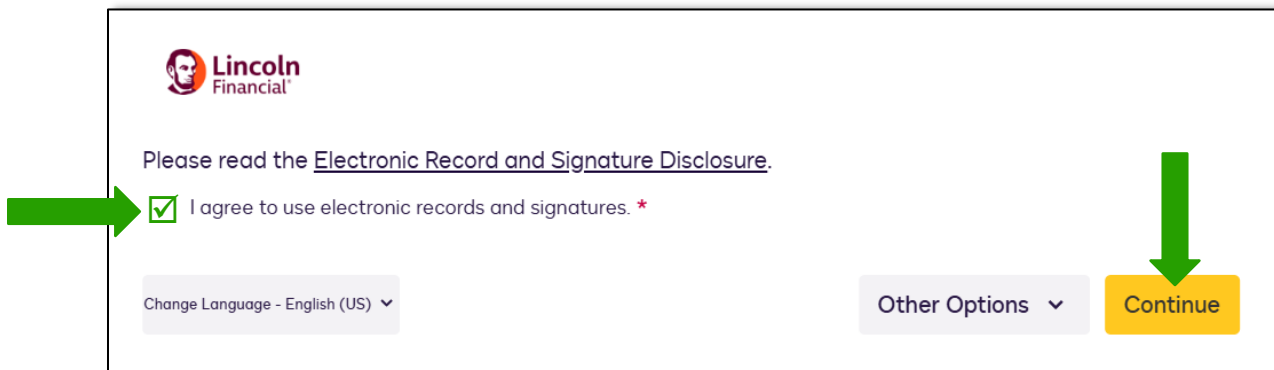 Lincoln
Financial®
Please read the Electronic Record and Signature Disclosure.
I agree to use electronic records and signatures. *
Change Language - English (US)
Other Options
Continue